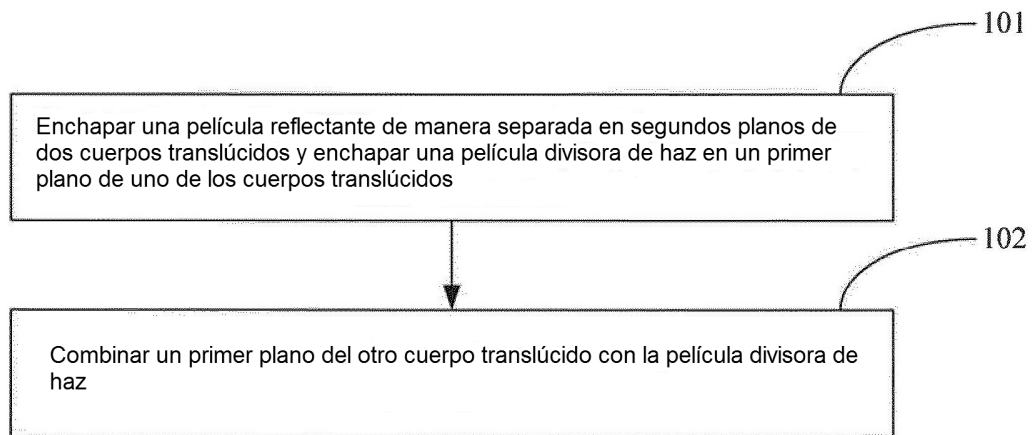 101
Enchapar una película reflectante de manera separada en segundos planos de
dos cuerpos translúcidos y enchapar una película divisora de haz en un primer
plano de uno de los cuerpos translúcidos
102
Combinar un primer plano del otro cuerpo translúcido con la película divisora de
haz